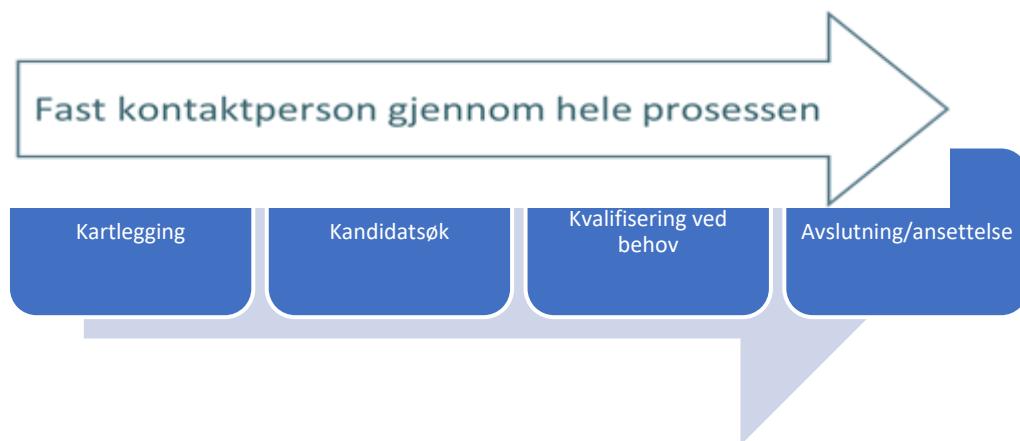 Fast kontaktperson gjennom hele prosessen
Kartlegging
Kandidatsøk
Kvalifisering ved
behov
Avslutning/ansettelse